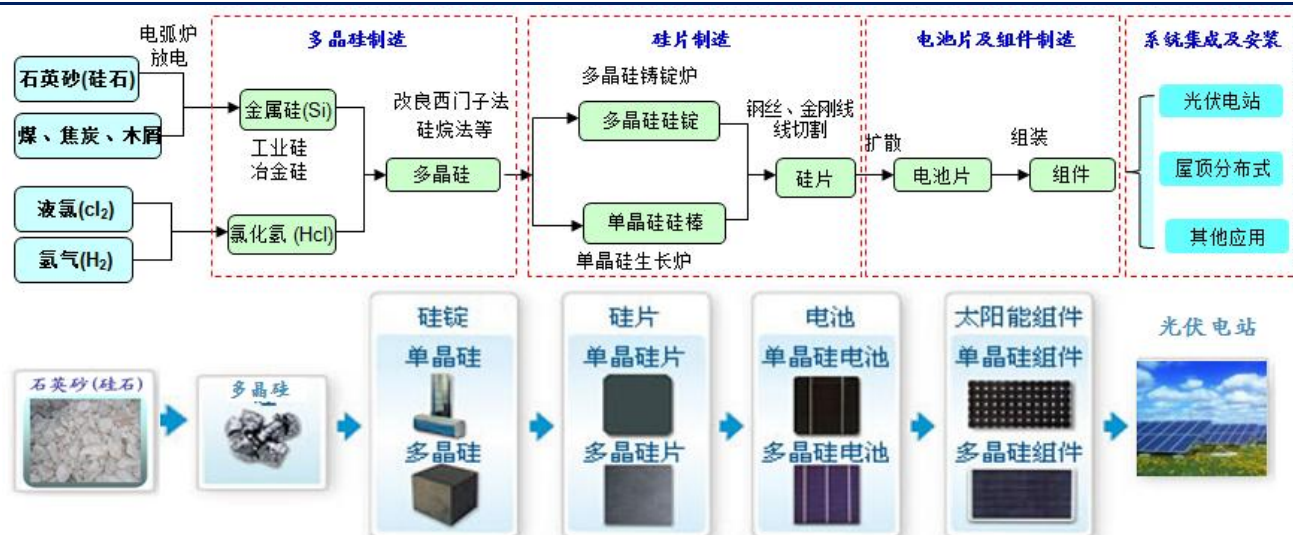 多晶硅制造
硅片制造
电池片及组件制造
系统集成及安装
电弧炉
放电
石英砂(硅石)
煤、焦炭、木屑
液氯(cl₂)
氢气(H₂)
金属硅(Si)
工业硅
冶金硅
氯化氢 (Hcl)
改良西门子法
硅烷法等
多晶硅
多晶硅铸锭炉
多晶硅硅锭
单晶硅硅棒
单晶硅生长炉
钢丝、金刚线
线切割
硅片
扩散
电池片
组装
组件
光伏电站
屋顶分布式
其他应用
石英砂(硅石)
多晶硅
硅锭
单晶硅
多晶硅
硅片
单晶硅片
多晶硅片
电池
单晶硅电池
多晶硅电池
太阳能组件
单晶硅组件
多晶硅组件
光伏电站